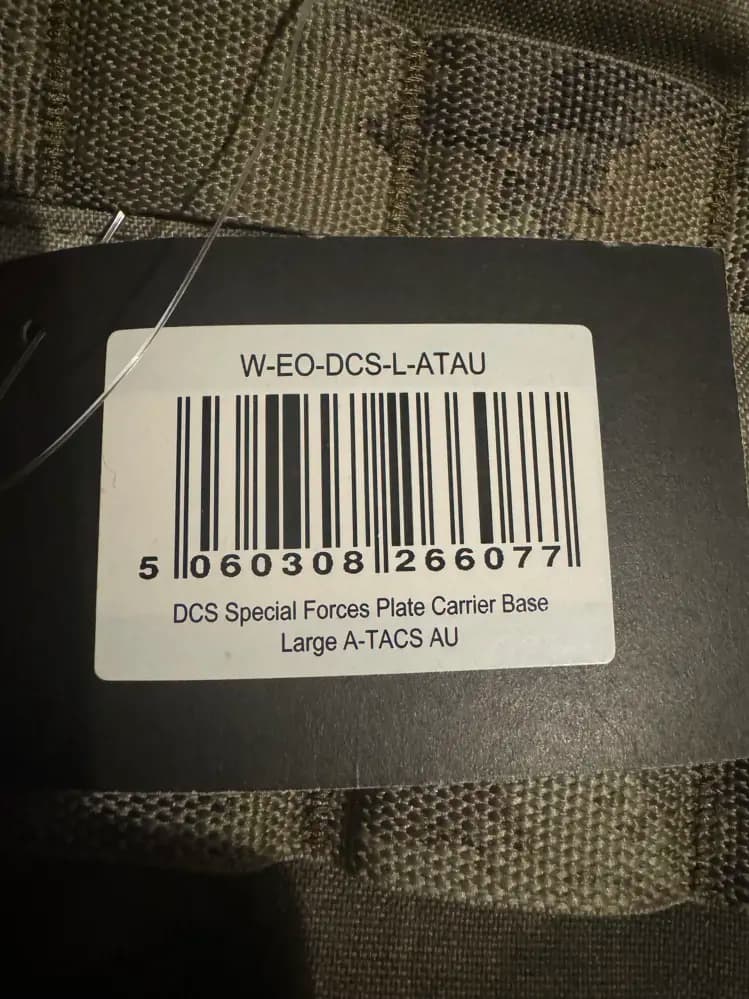 W-EO-DCS-L-ATAU
5 060308 266077
DCS Special Forces Plate Carrier Base
Large A-TACS AU